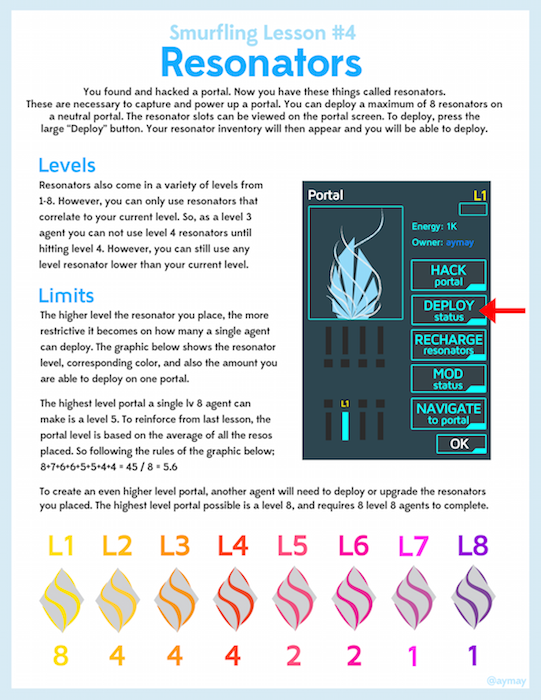 Smurfling Lesson #4
Resonators
You found and hacked a portal. Now you have these things called resonators.
These are necessary to capture and power up a portal. You can deploy a maximum of 8 resonators on
a neutral portal. The resonator slots can be viewed on the portal screen. To deploy, press the
large "Deploy" button. Your resonator inventory will then appear and you will be able to deploy.
Levels
Resonators also come in a variety of levels from
1-8. However, you can only use resonators that
correlate to your current level. So, as a level 3
agent you can not use level 4 resonators until
hitting level 4. However, you can still use any
level resonator lower than your current level.
Limits
The higher level the resonator you place, the more
restrictive it becomes on how many a single agent
can deploy. The graphic below shows the resonator
level, corresponding color, and also the amount you
are able to deploy on one portal.
The highest level portal a single lv 8 agent can
make is a level 5. To reinforce from last lesson, the
portal level is based on the average of all the resos
placed. So following the rules of the graphic below;
8+7+6+6+5+5+4+4 = 45 / 8 = 5.6
Portal
L1
Energy: 1K
Owner: aymay
HACK
portal
DEPLOY
status
RECHARGE
resonators
MOD
status
NAVIGATE
to portal
OK
L1
To create an even higher level portal, another agent will need to deploy or upgrade the resonators
you placed. The highest level portal possible is a level 8, and requires 8 level 8 agents to complete.
L1 L2 L3 L4 L5 L6 L7 L8
8 4 4 4 2 2 1 1
@aymay